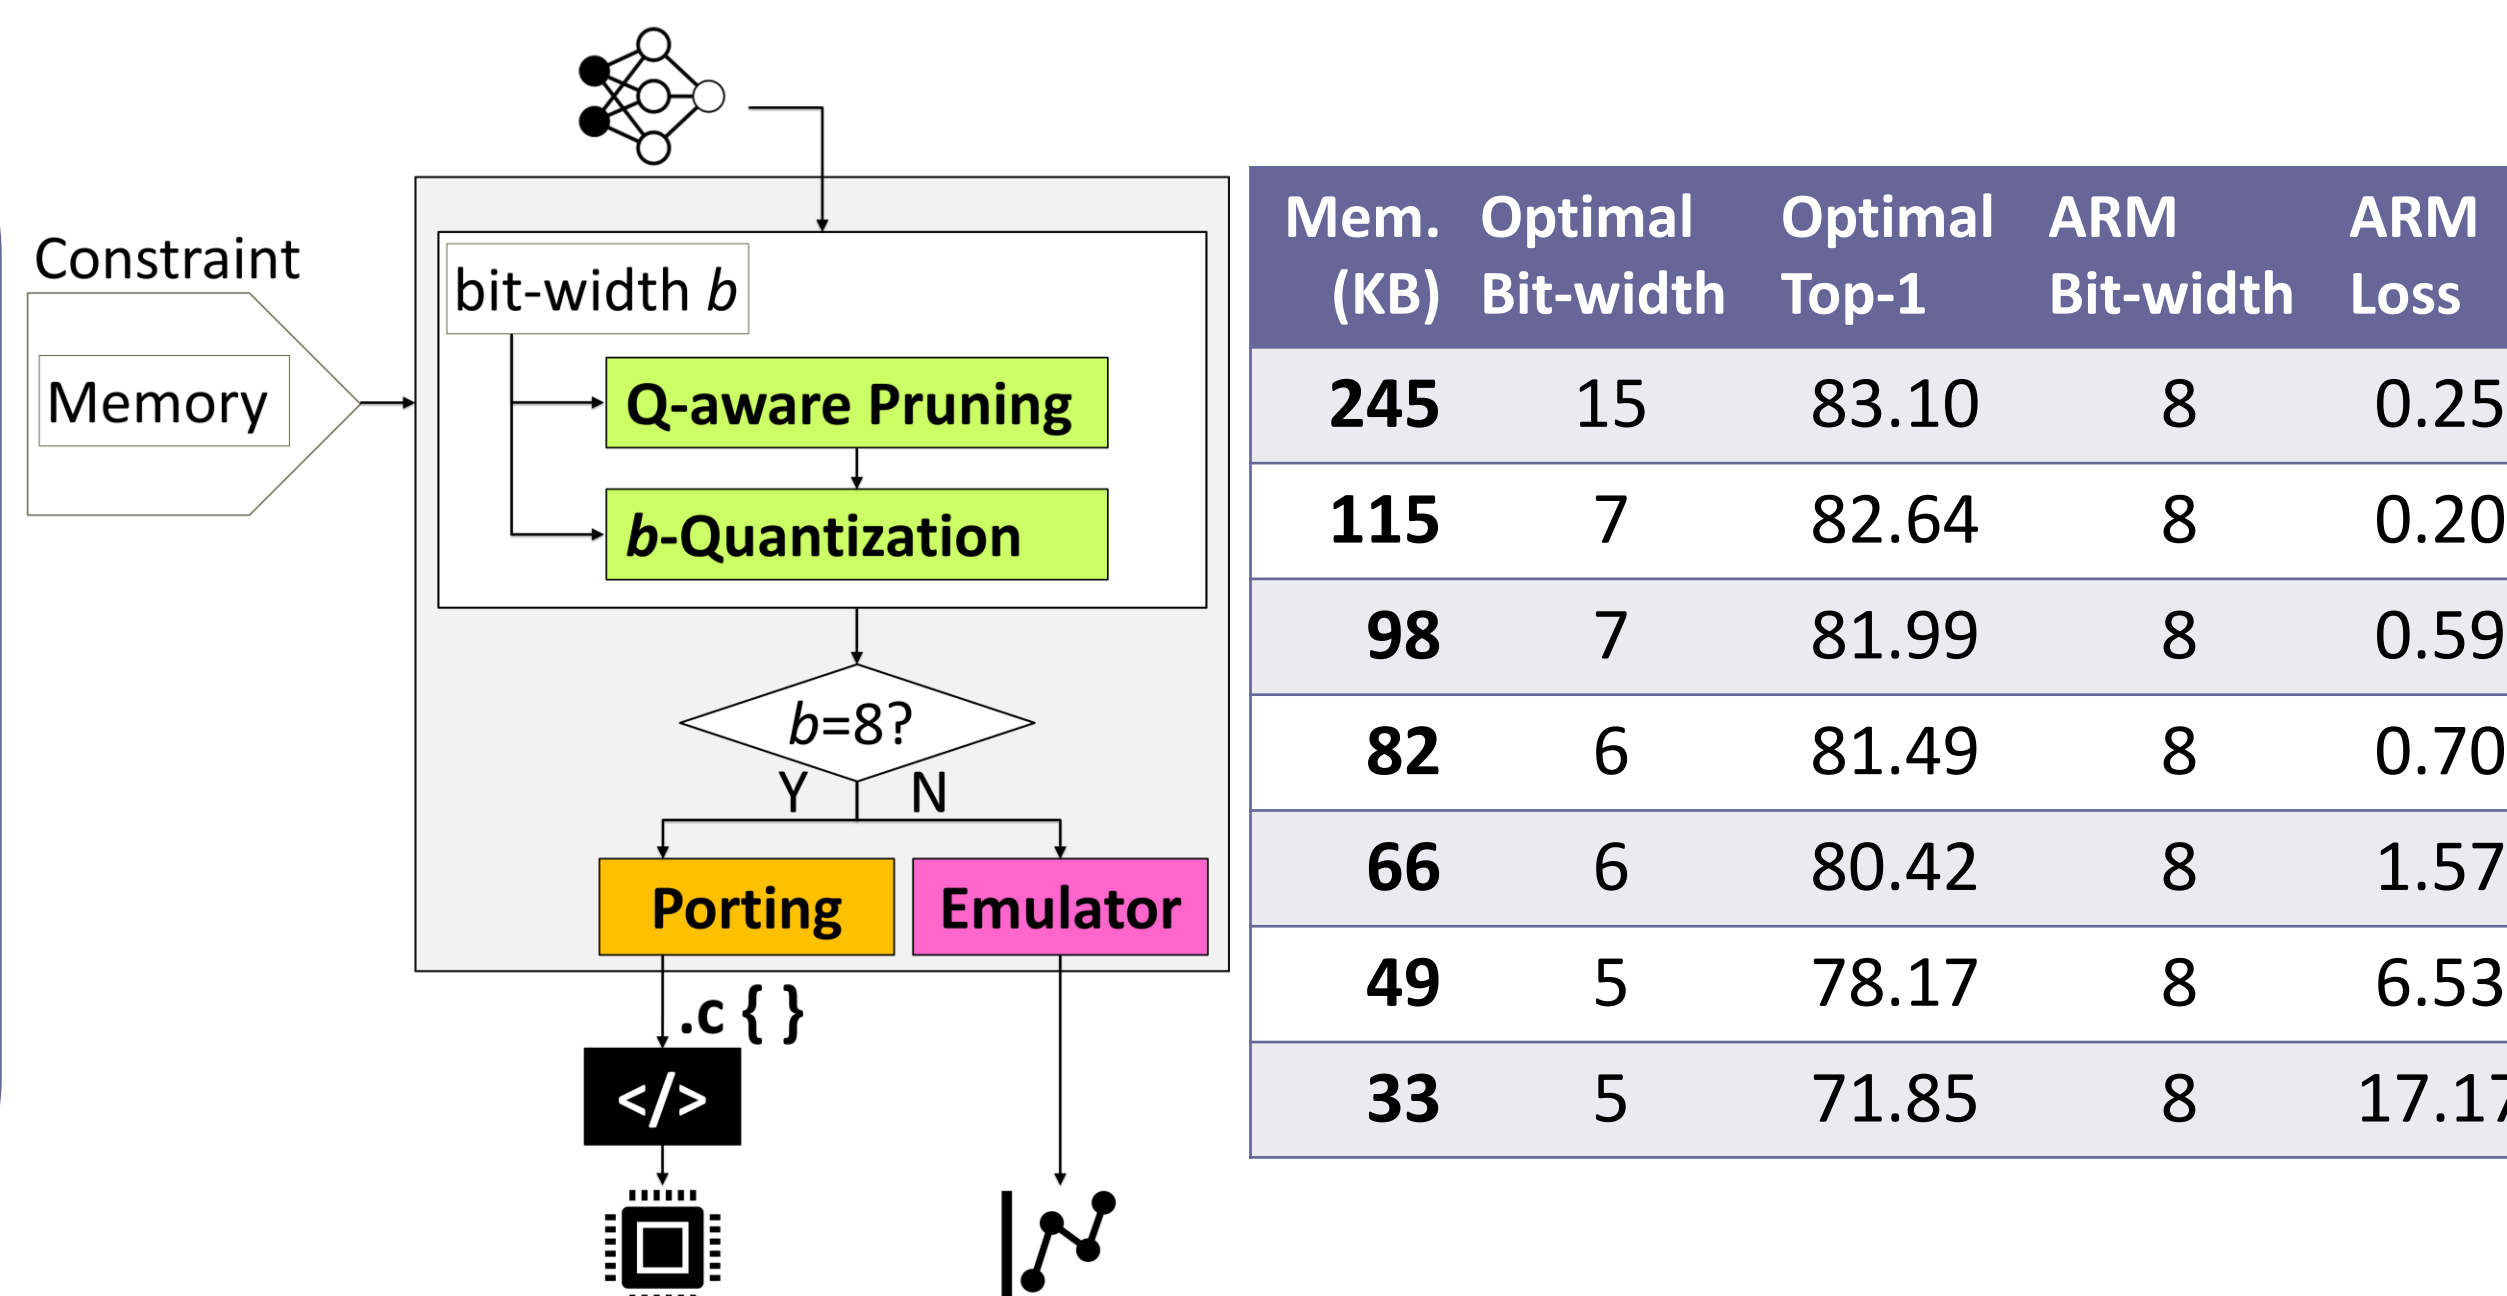 Constraint
Memory
bit-width b
Q-aware Pruning
b-Quantization
b=8?
Y N
Porting Emulator
.c { }
</>
Mem. Optimal Optimal ARM ARM
(KB) Bit-width Top-1 Bit-width Loss
245 15 83.10 8 0.25
115 7 82.64 8 0.20
98 7 81.99 8 0.59
82 6 81.49 8 0.70
66 6 80.42 8 1.57
49 5 78.17 8 6.53
33 5 71.85 8 17.17